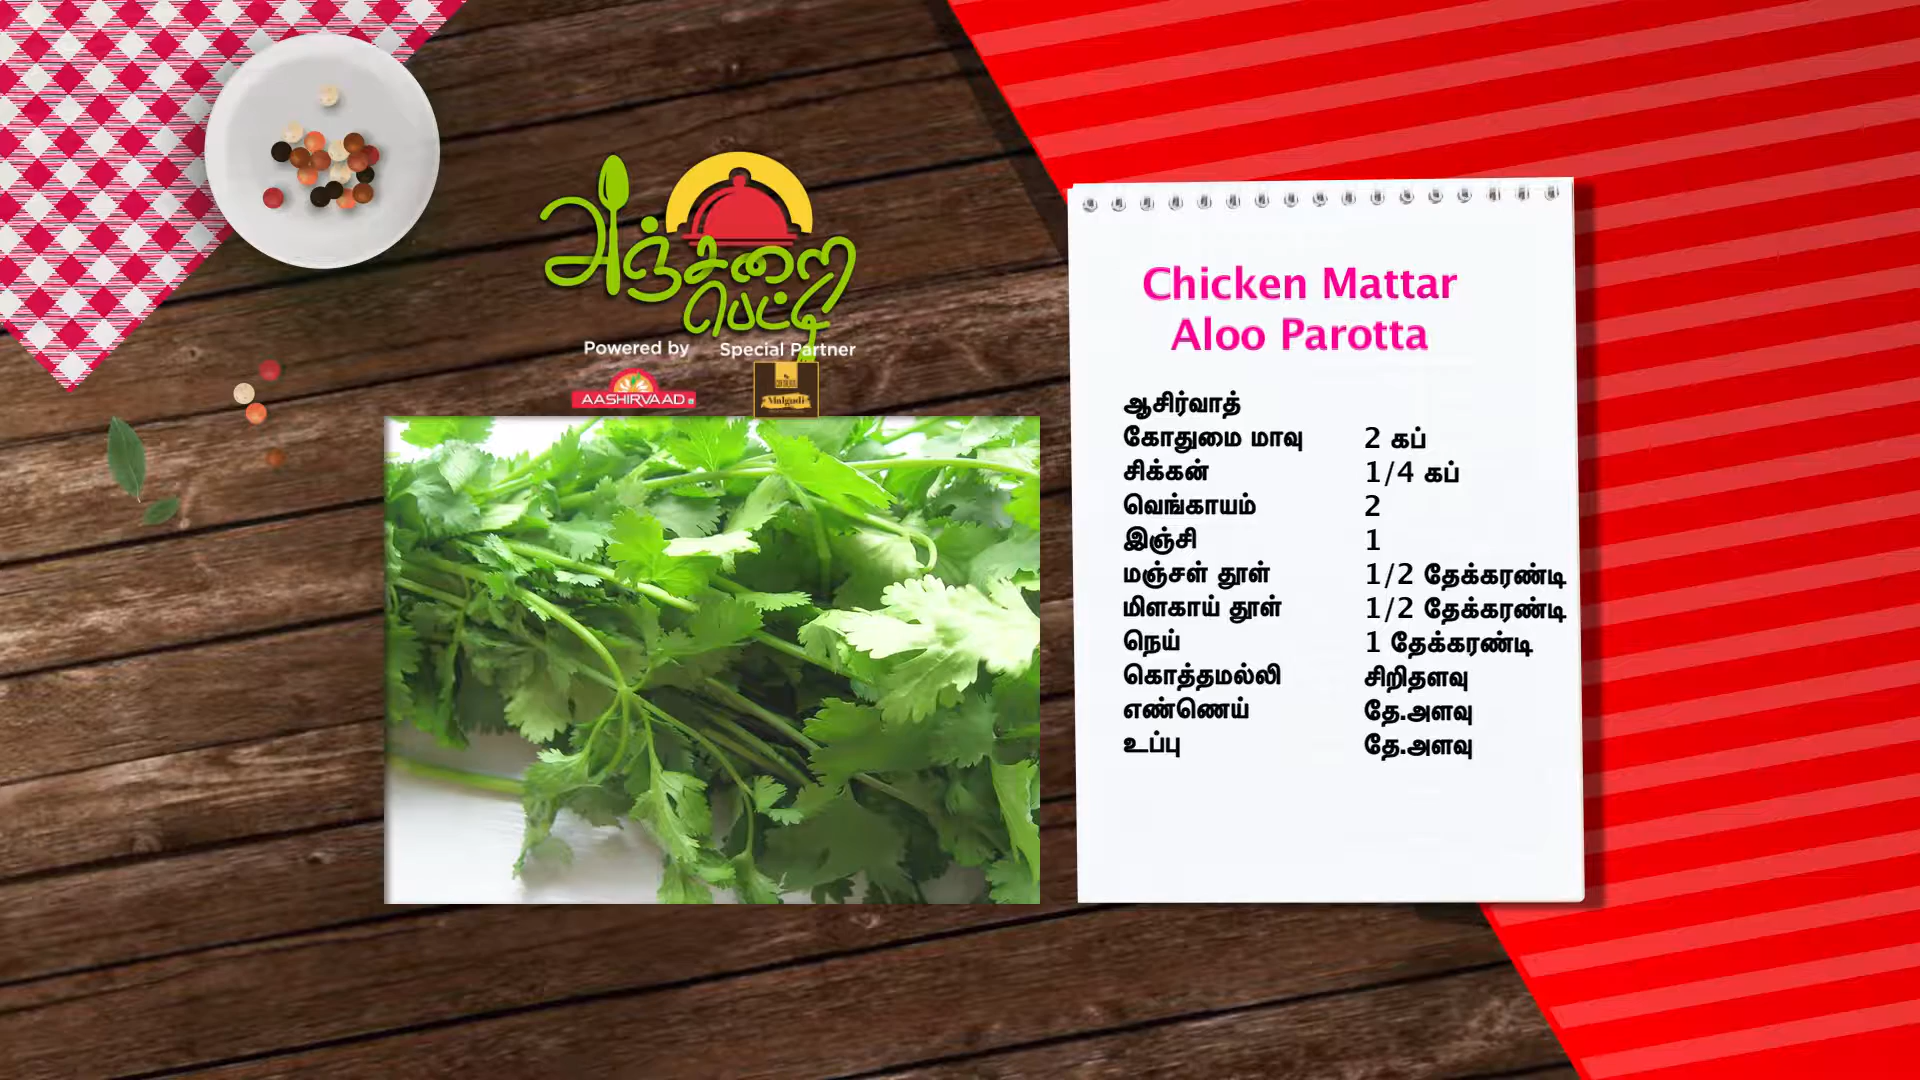 அஞ்சறை
பெட்டி
Powered by Special Partner
AASHIRVAAD
Malgudi
Chicken Mattar
Aloo Parotta
ஆசிர்வாத்
கோதுமை மாவு 2 கப்
சிக்கன் 1/4 கப்
வெங்காயம் 2
இஞ்சி 1
மஞ்சள் தூள் 1/2 தேக்கரண்டி
மிளகாய் தூள் 1/2 தேக்கரண்டி
நெய் 1 தேக்கரண்டி
கொத்தமல்லி சிறிதளவு
எண்ணெய் தே.அளவு
உப்பு தே.அளவு